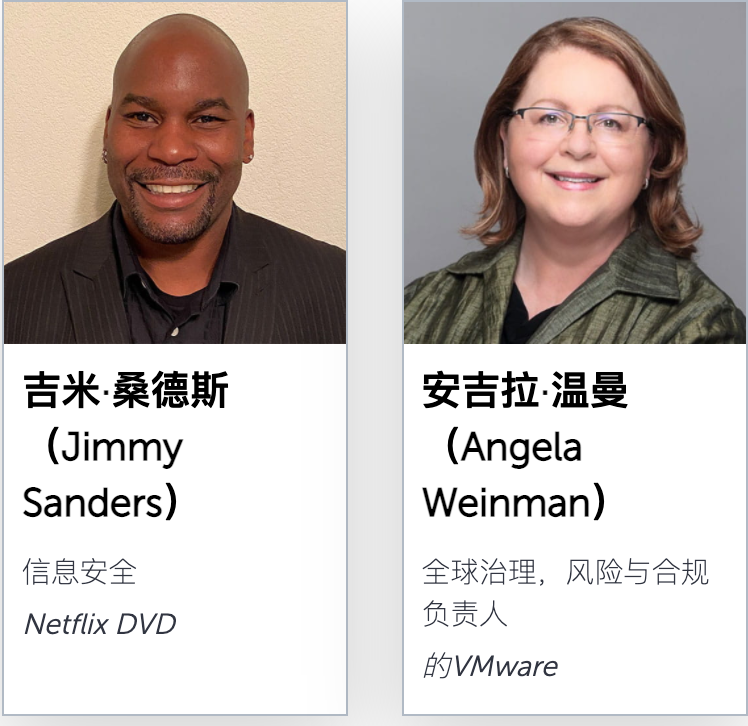 吉米·桑德斯
（Jimmy
Sanders）
信息安全
Netflix DVD
安吉拉·温曼
（Angela
Weinman）
全球治理，风险与合规
负责人
的VMware